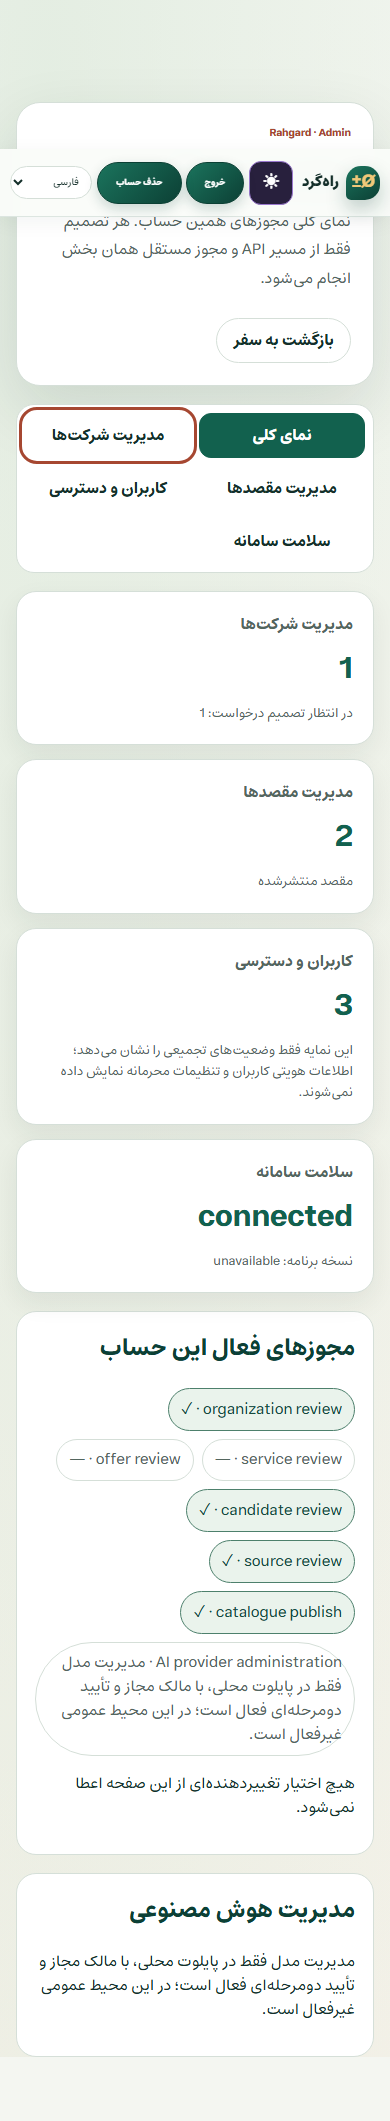 Rahgard · Admin
راه‌گرد
خروج
حذف حساب
فارسی
نمای کلی مجوزهای همین حساب. هر تصمیم
فقط از مسیر API و مجوز مستقل همان بخش
انجام می‌شود.
بازگشت به سفر
نمای کلی
مدیریت شرکت‌ها
مدیریت مقصدها
کاربران و دسترسی
سلامت سامانه
مدیریت شرکت‌ها
1
در انتظار تصمیم درخواست: 1
مدیریت مقصدها
2
مقصد منتشرشده
کاربران و دسترسی
3
این نمایه فقط وضعیت‌های تجمیعی را نشان می‌دهد؛
اطلاعات هویتی کاربران و تنظیمات محرمانه نمایش داده
نمی‌شوند.
سلامت سامانه
connected
نسخه برنامه: unavailable
مجوزهای فعال این حساب
organization review · ✓
service review · —
offer review · —
candidate review · ✓
source review · ✓
catalogue publish · ✓
AI provider administration · مدیریت مدل
فقط در پایلوت محلی، با مالک مجاز و تأیید
دومرحله‌ای فعال است؛ در این محیط عمومی
غیرفعال است.
هیچ اختیار تغییردهنده‌ای از این صفحه اعطا
نمی‌شود.
مدیریت هوش مصنوعی
مدیریت مدل فقط در پایلوت محلی، با مالک مجاز و
تأیید دومرحله‌ای فعال است؛ در این محیط عمومی
غیرفعال است.